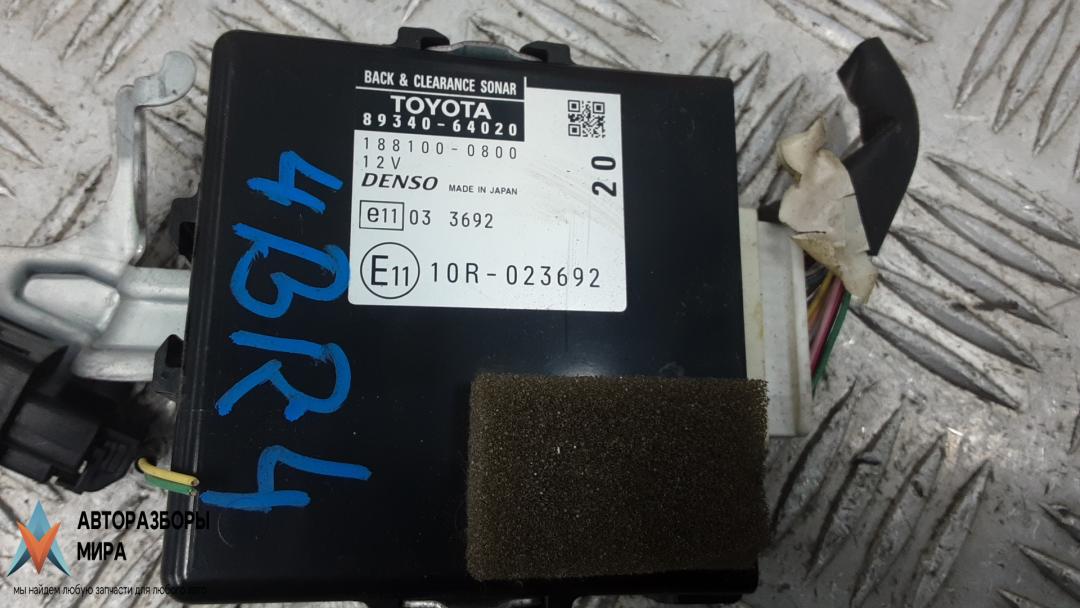 BACK & CLEARANCE SONAR
TOYOTA
89340-64020
188100-0800
12V
DENSO MADE IN JAPAN
20
e11 03 3692
E11 10R-023692
4BR4
АВТОРАЗБОРЫ
МИРА
мы найдем любую запчасти для любого авто